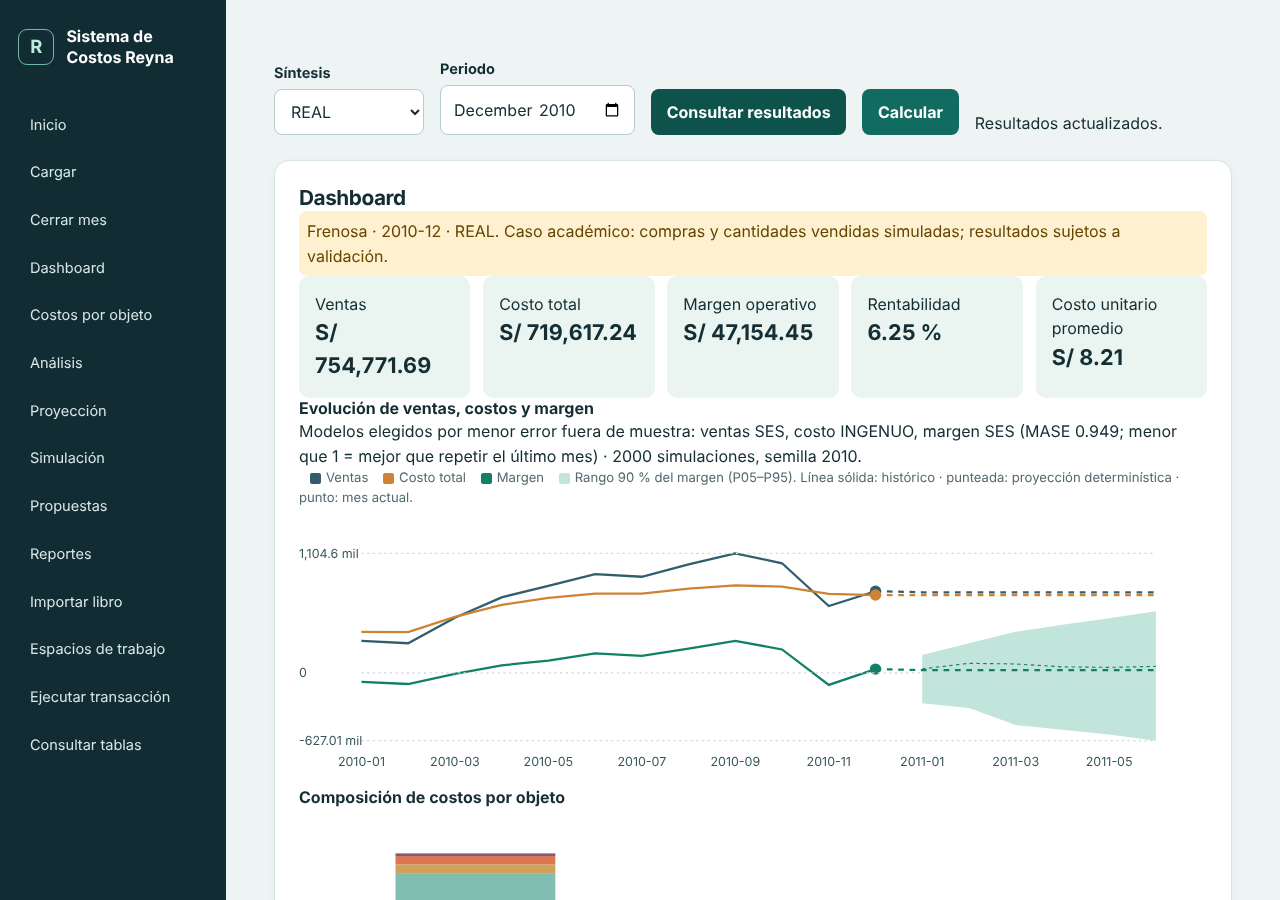 R
Sistema de
Costos Reyna
Inicio
Cargar
Cerrar mes
Dashboard
Costos por objeto
Análisis
Proyección
Simulación
Propuestas
Reportes
Importar libro
Espacios de trabajo
Ejecutar transacción
Consultar tablas
Síntesis
REAL
Periodo
December 2010
Consultar resultados
Calcular
Resultados actualizados.
Dashboard
Frenosa · 2010-12 · REAL. Caso académico: compras y cantidades vendidas simuladas; resultados sujetos a
validación.
Ventas
S/
754,771.69
Costo total
S/ 719,617.24
Margen operativo
S/ 47,154.45
Rentabilidad
6.25 %
Costo unitario
promedio
S/ 8.21
Evolución de ventas, costos y margen
Modelos elegidos por menor error fuera de muestra: ventas SES, costo INGENUO, margen SES (MASE 0.949; menor
que 1 = mejor que repetir el último mes) · 2000 simulaciones, semilla 2010.
Ventas Costo total Margen Rango 90 % del margen (P05–P95). Línea sólida: histórico · punteada: proyección determinística ·
punto: mes actual.
1,104.6 mil
0
-627.01 mil
2010-01 2010-03 2010-05 2010-07 2010-09 2010-11 2011-01 2011-03 2011-05
Composición de costos por objeto